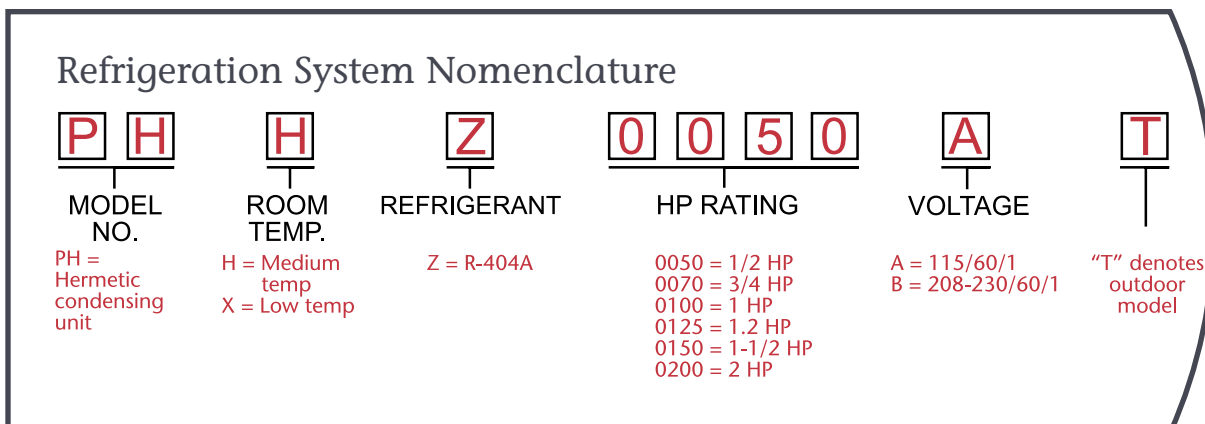 Refrigeration System Nomenclature
P H H Z 0 0 5 0 A T
MODEL NO.
PH =
Hermetic
condensing
unit
ROOM
TEMP.
H = Medium
temp
X = Low temp
REFRIGERANT
Z = R-404A
HP RATING
0050 = 1/2 HP
0070 = 3/4 HP
0100 = 1 HP
0125 = 1.2 HP
0150 = 1-1/2 HP
0200 = 2 HP
VOLTAGE
A = 115/60/1
B = 208-230/60/1
"T" denotes
outdoor
model